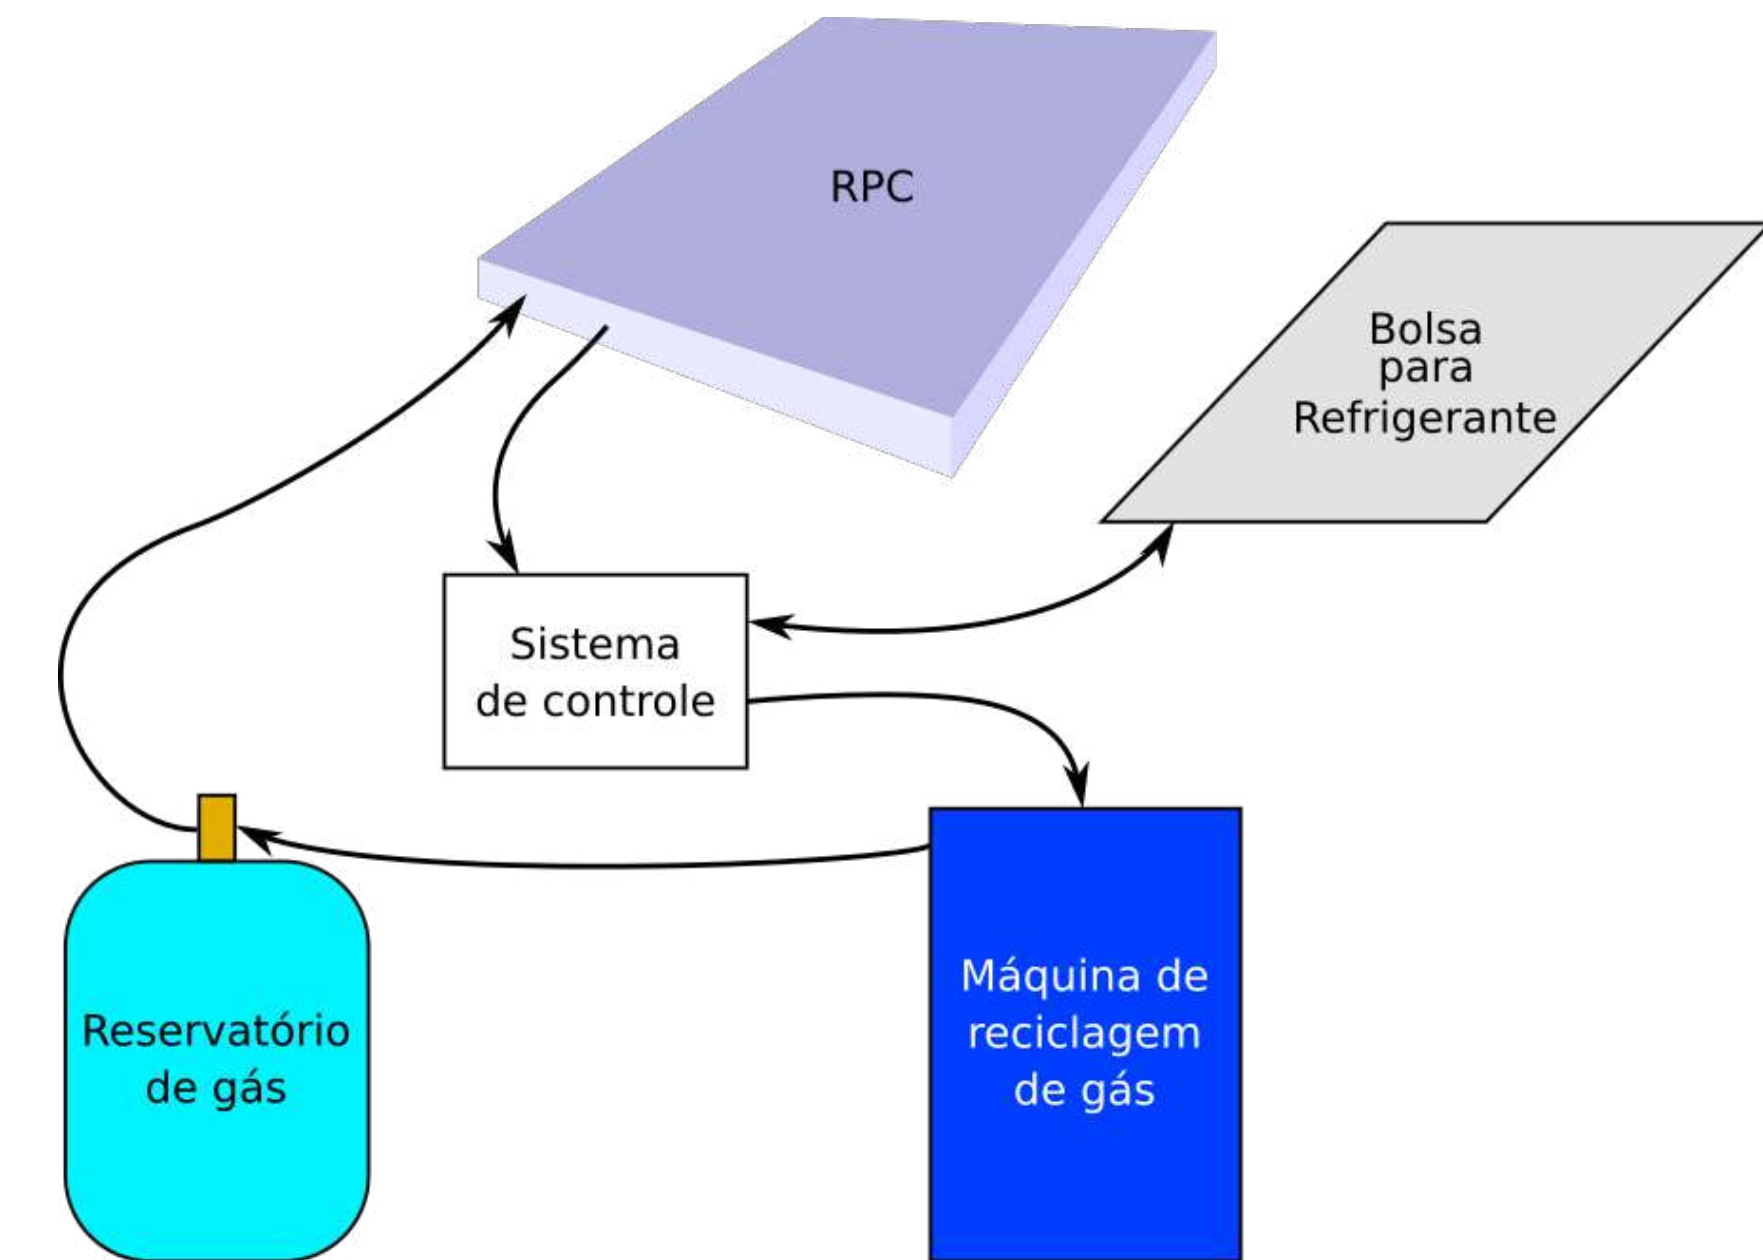 RPC
Bolsa
para
Refrigerante
Sistema
de controle
Reservatório
de gás
Máquina de
reciclagem
de gás